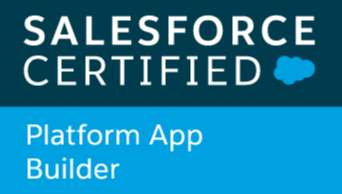 SALESFORCE
CERTIFIED
Platform App
Builder